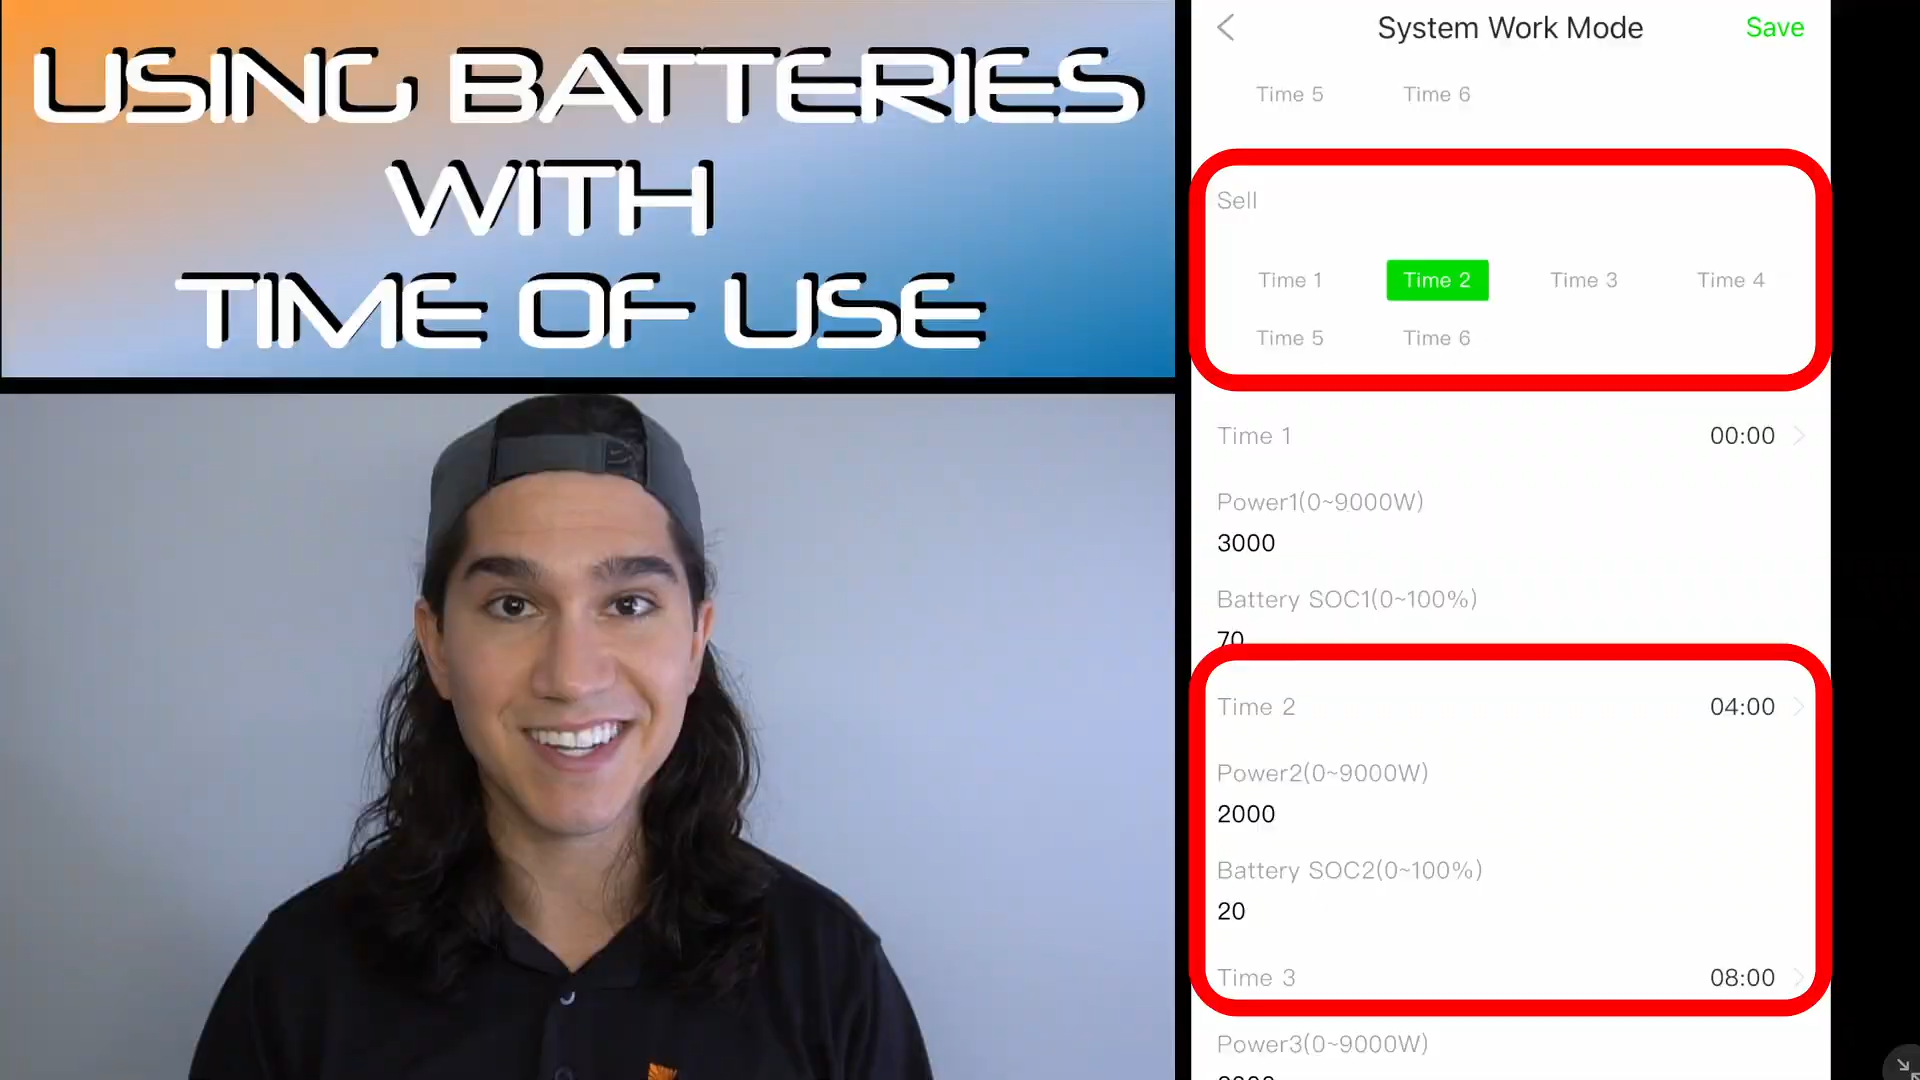 USING BATTERIES
WITH
TIME OF USE
System Work Mode
Save
Time 5
Time 6
Sell
Time 1
Time 2
Time 3
Time 4
Time 5
Time 6
Time 1
00:00
Power1(0~9000W)
3000
Battery SOC1(0~100%)
70
Time 2
04:00
Power2(0~9000W)
2000
Battery SOC2(0~100%)
20
Time 3
08:00
Power3(0~9000W)